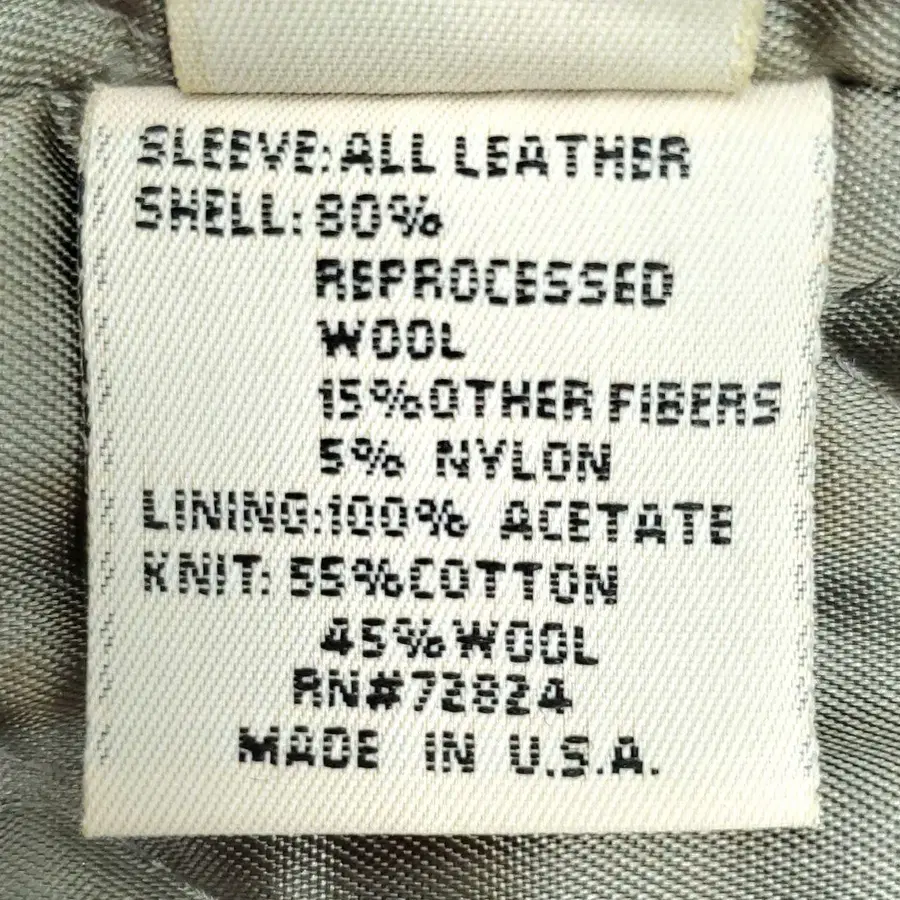 SLEEVE: ALL LEATHER
SHELL: 80%
REPROCESSED
WOOL
15% OTHER FIBERS
5% NYLON
LINING: 100% ACETATE
KNIT: 55% COTTON
45% WOOL
RN#72824
MADE IN U.S.A.